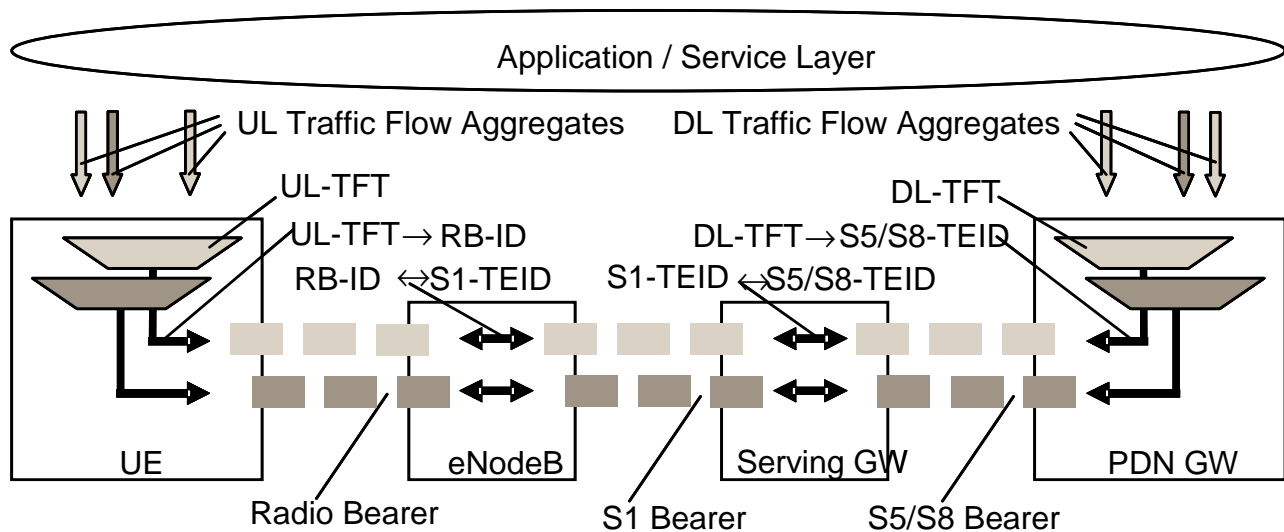 Application / Service Layer
UL Traffic Flow Aggregates
DL Traffic Flow Aggregates
UL-TFT
DL-TFT
UL-TFT→ RB-ID
DL-TFT→S5/S8-TEID
RB-ID ↔S1-TEID
S1-TEID ↔S5/S8-TEID
UE
eNodeB
Serving GW
PDN GW
Radio Bearer
S1 Bearer
S5/S8 Bearer